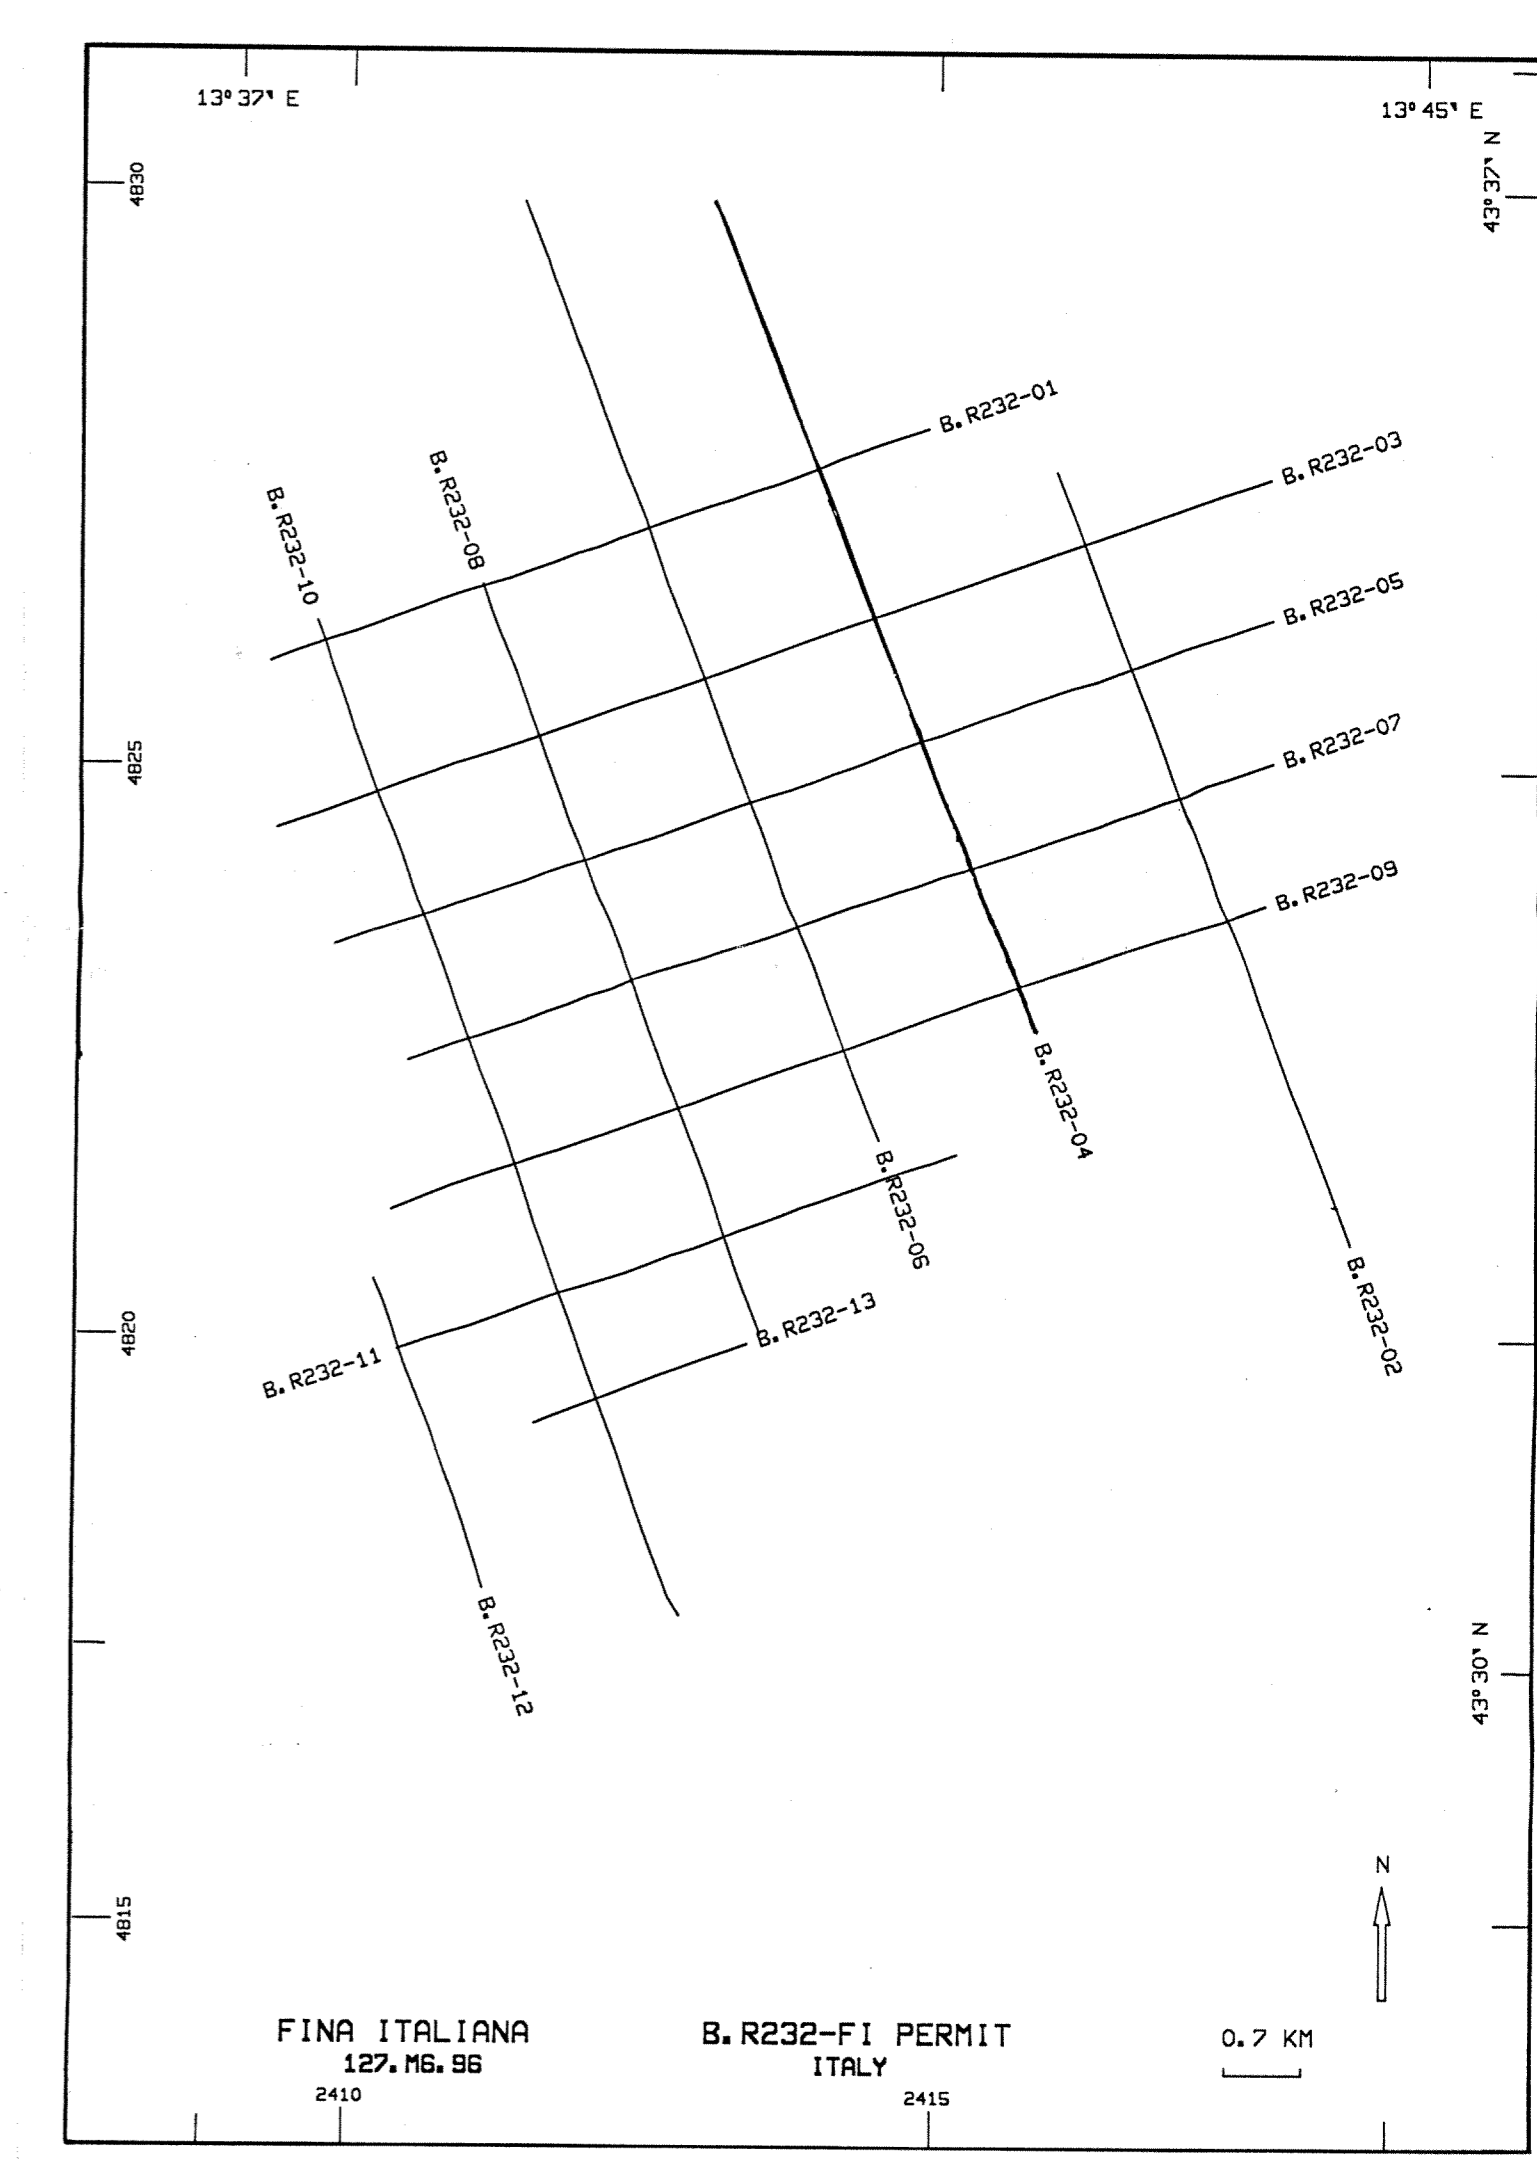 13° 37' E
13° 45' E
43° 37' N
4830
B. R232-01
B. R232-03
B. R232-08
B. R232-10
B. R232-05
B. R232-07
4825
B. R232-09
B. R232-04
B. R232-06
B. R232-02
B. R232-13
4820
B. R232-11
B. R232-12
43° 30' N
4815
N
FINA ITALIANA
127. MG. 96
B. R232-FI PERMIT
ITALY
0.7 KM
2410
2415